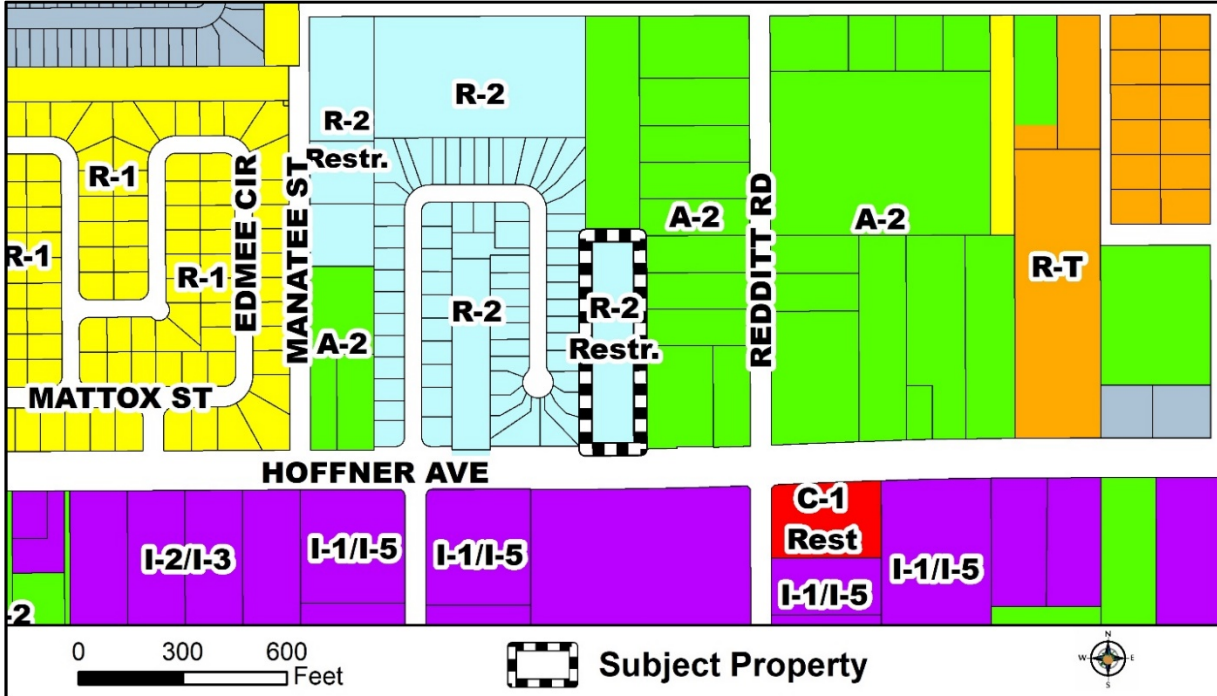 R-2
R-2
Restr.
R-1
R-1
R-1
EDMEE CIR
MANATEE ST
A-2
R-2
R-2
Restr.
A-2
REDDITT RD
A-2
R-T
MATTOX ST
HOFFNER AVE
I-2/I-3
I-1/I-5
I-1/I-5
C-1
Rest
I-1/I-5
I-1/I-5
-2
0 300 600
Feet
Subject Property
N
W E
S